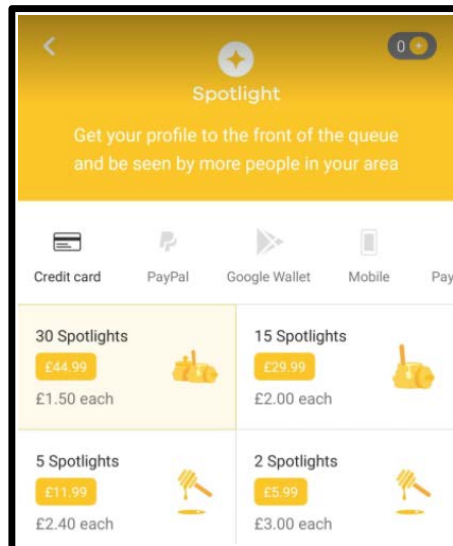 0
Spotlight
Get your profile to the front of the queue
and be seen by more people in your area
Credit card
PayPal
Google Wallet
Mobile
Pay
30 Spotlights
£44.99
£1.50 each
15 Spotlights
£29.99
£2.00 each
5 Spotlights
£11.99
£2.40 each
2 Spotlights
£5.99
£3.00 each